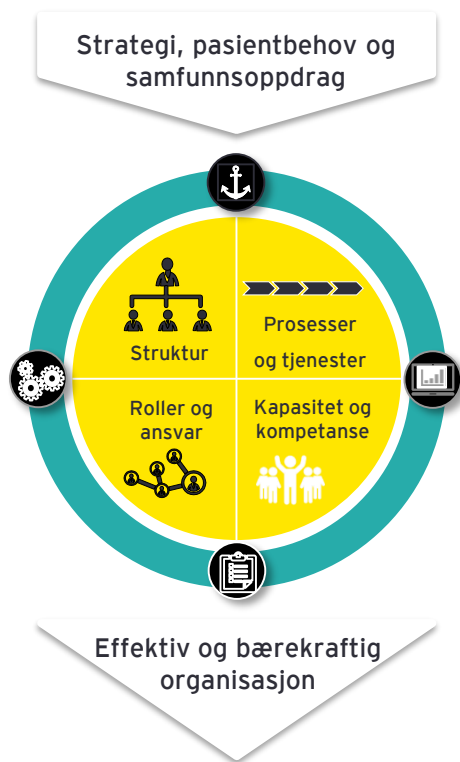 Strategi, pasientbehov og
samfunnsoppdrag
Struktur
Prosesser
og tjenester
Roller og
ansvar
Kapasitet og
kompetanse
Effektiv og bærekraftig
organisasjon